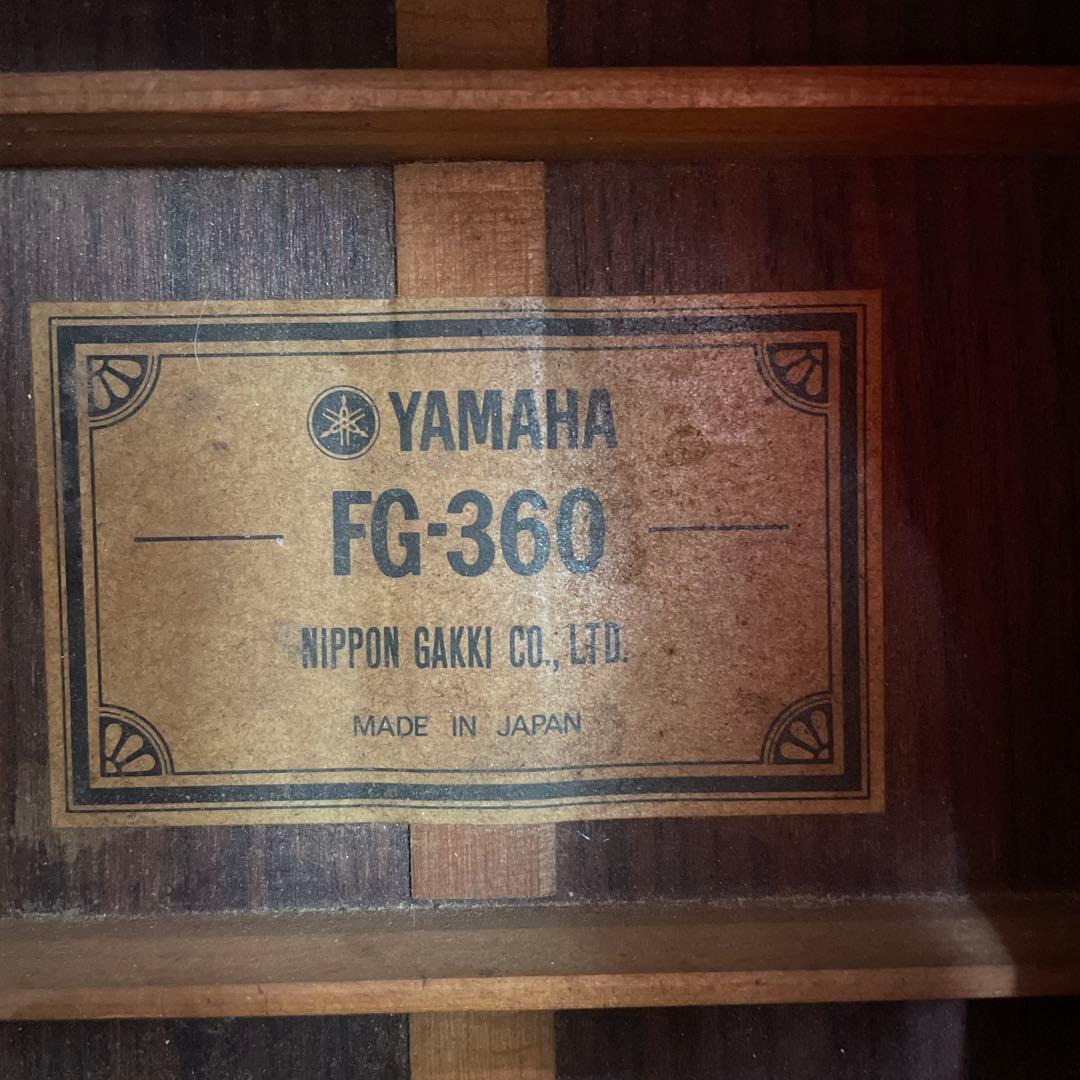 YAMAHA
FG-360
NIPPON GAKKI CO., LTD.
MADE IN JAPAN